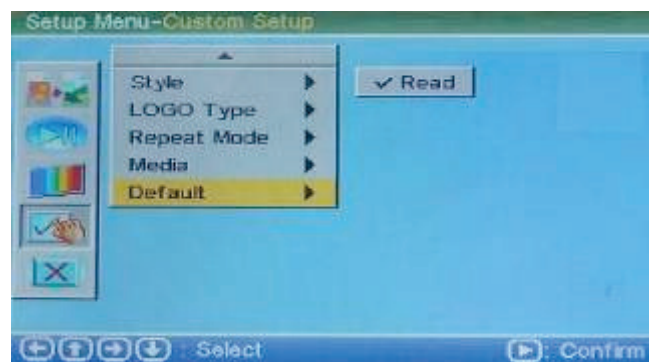 Setup Menu-Custom Setup
Style
LOGO Type
Repeat Mode
Media
Default
Read
: Select
: Confirm